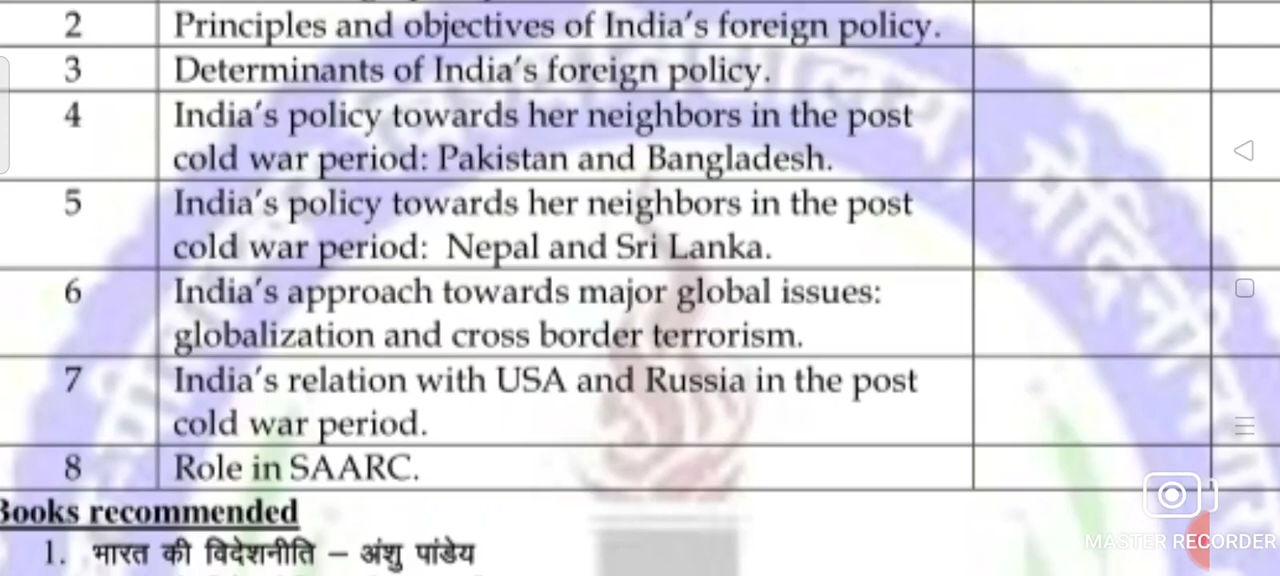 2 Principles and objectives of India's foreign policy.
3 Determinants of India's foreign policy.
4 India's policy towards her neighbors in the post
cold war period: Pakistan and Bangladesh.
5 India's policy towards her neighbors in the post
cold war period: Nepal and Sri Lanka.
6 India's approach towards major global issues:
globalization and cross border terrorism.
7 India's relation with USA and Russia in the post
cold war period.
8 Role in SAARC.
Books recommended
1. भारत की विदेशनीति – अंशु पांडेय
MASTER RECORDER